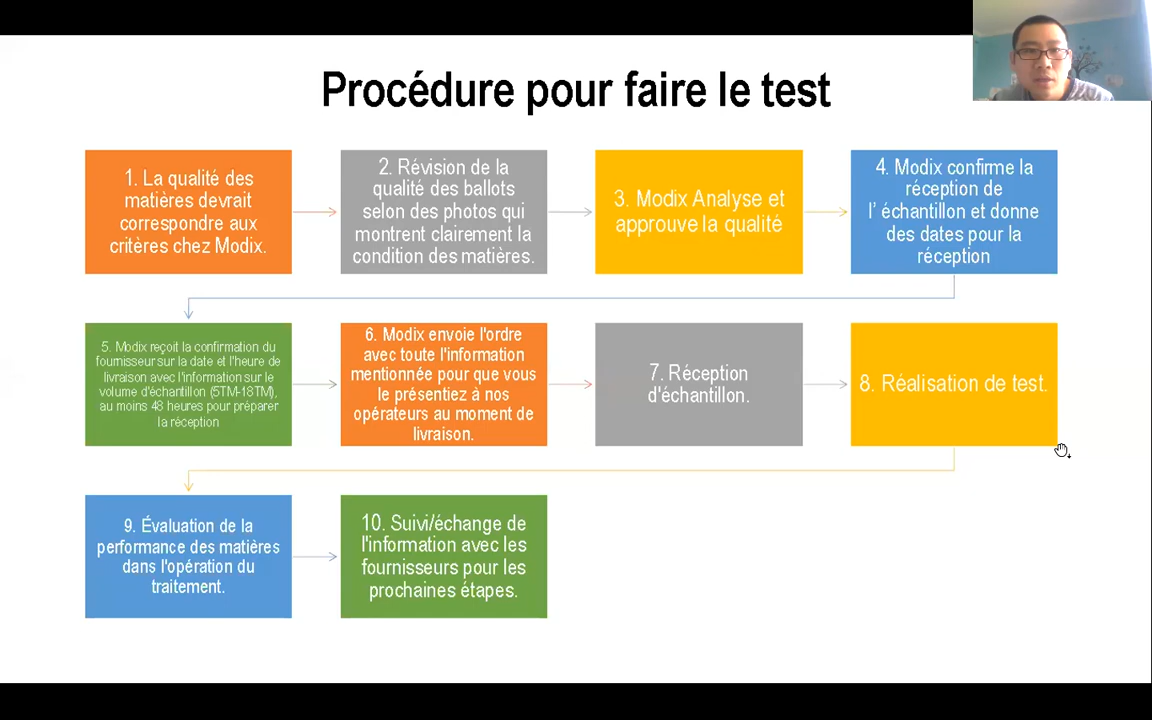 Procédure pour faire le test
1. La qualité des
matières devrait
correspondre aux
critères chez Modix.
2. Révision de la
qualité des ballots
selon des photos qui
montrent clairement la
condition des matières.
3. Modix Analyse et
approuve la qualité
4. Modix confirme la
réception de
l’ échantillon et donne
des dates pour la
réception
5. Modix reçoit la confirmation du
fournisseur sur la date et l'heure de
livraison avec l'information sur le
volume d'échantillon (5TM-18TM),
au moins 48 heures pour préparer
la réception
6. Modix envoie l'ordre
avec toute l'information
mentionnée pour que vous
le présentiez à nos
opérateurs au moment de
livraison.
7. Réception
d'échantillon.
8. Réalisation de test.
9. Évaluation de la
performance des matières
dans l'opération du
traitement.
10. Suivi/échange de
l'information avec les
fournisseurs pour les
prochaines étapes.